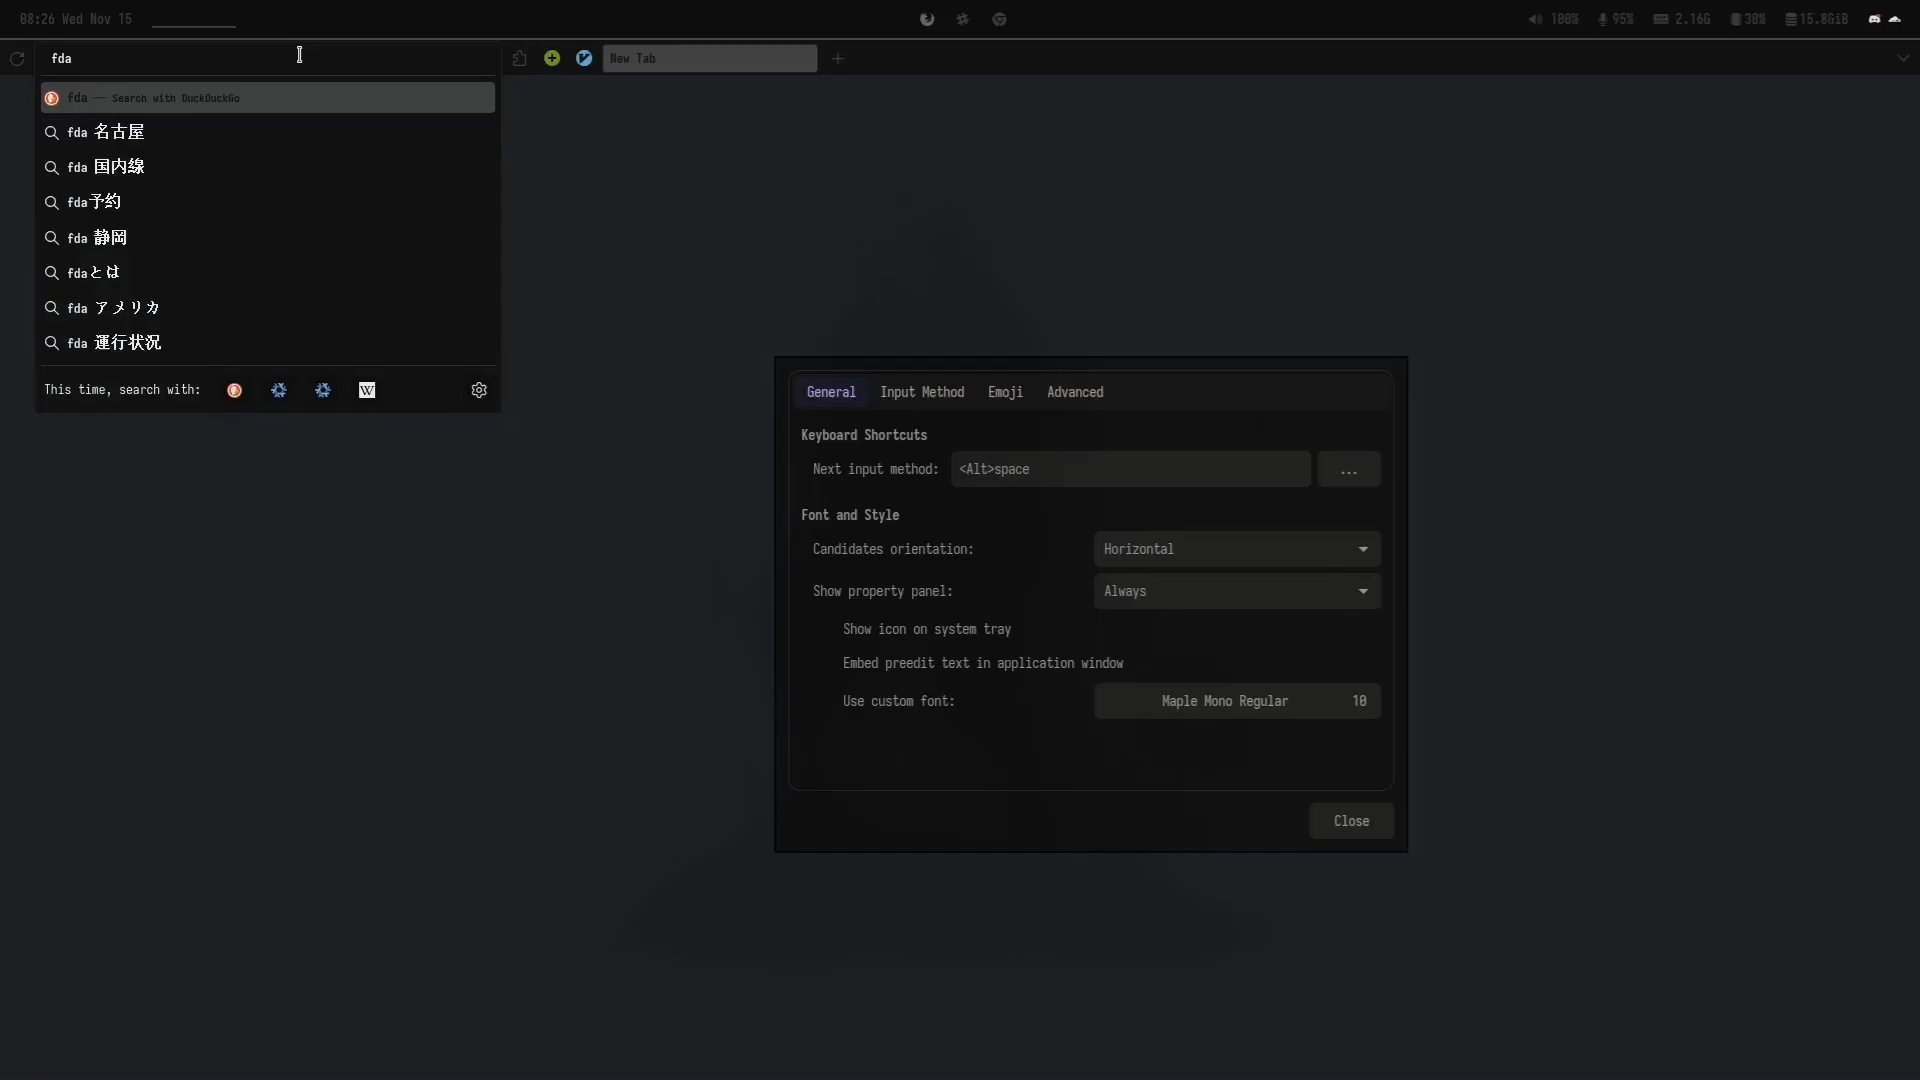 08:26 Wed Nov 15
100%
95%
2.16G
30%
15.8GiB
fda
New Tab
fda — Search with DuckDuckGo
fda 名古屋
fda 国内線
fda予約
fda 静岡
fdaとは
fda アメリカ
fda 運行状況
This time, search with:
W
General Input Method Emoji Advanced
Keyboard Shortcuts
Next input method: <Alt>space ...
Font and Style
Candidates orientation: Horizontal
Show property panel: Always
Show icon on system tray
Embed preedit text in application window
Use custom font: Maple Mono Regular 10
Close